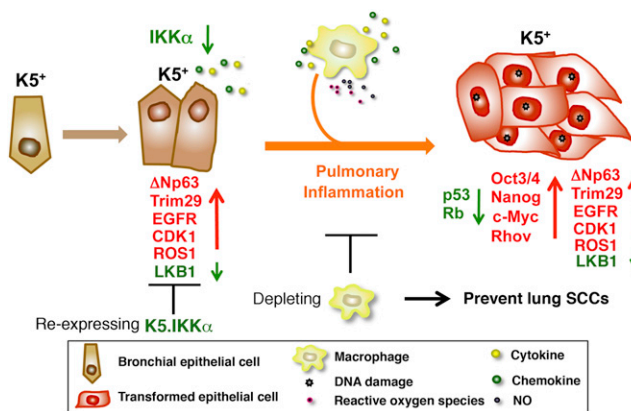 IKKα
K5⁺
K5⁺
K5⁺
Pulmonary
Inflammation
ΔNp63
Trim29
EGFR
CDK1
ROS1
LKB1
p53
Rb
Oct3/4
Nanog
c-Myc
Rhov
ΔNp63
Trim29
EGFR
CDK1
ROS1
LKB1
Re-expressing K5.IKKα
Depleting
Prevent lung SCCs
Bronchial epithelial cell
Transformed epithelial cell
Macrophage
DNA damage
Reactive oxygen species
Cytokine
Chemokine
NO